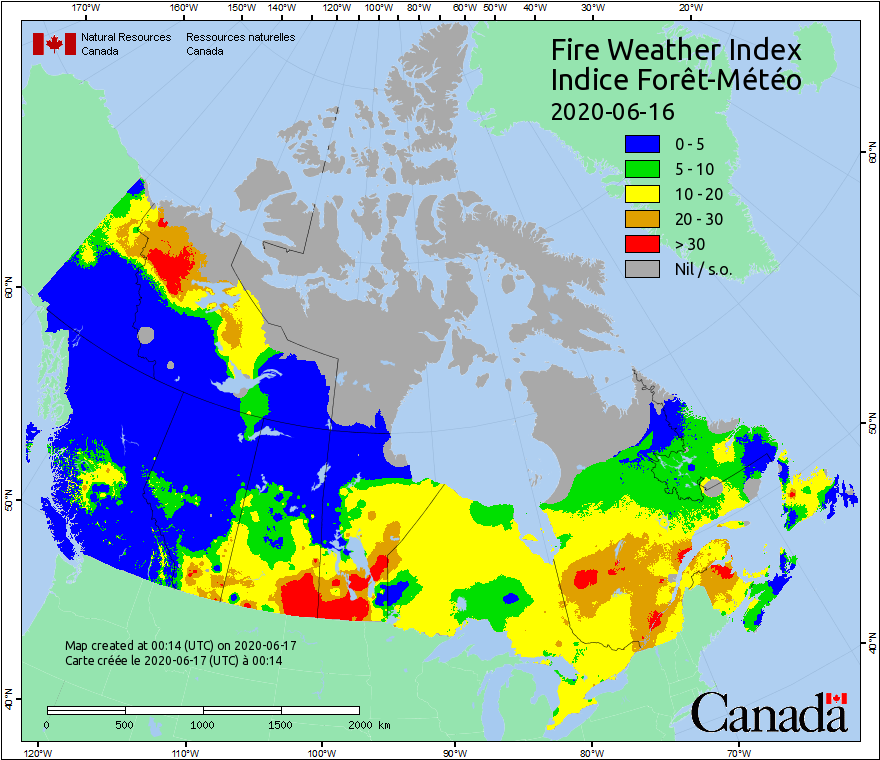 170°W 160°W 150°W 140°W 120°W 100°W 80°W 60°W 50°W 40°W 30°W 20°W
Natural Resources Ressources naturelles
Canada Canada
Fire Weather Index
Indice Forêt-Météo
2020-06-16
0 - 5
5 - 10
10 - 20
20 - 30
> 30
Nil / s.o.
60°N
60°N
50°N
50°N
40°N
40°N
Map created at 00:14 (UTC) on 2020-06-17
Carte créée le 2020-06-17 (UTC) à 00:14
0 500 1000 1500 2000 km
Canada
120°W 110°W 100°W 90°W 80°W 70°W